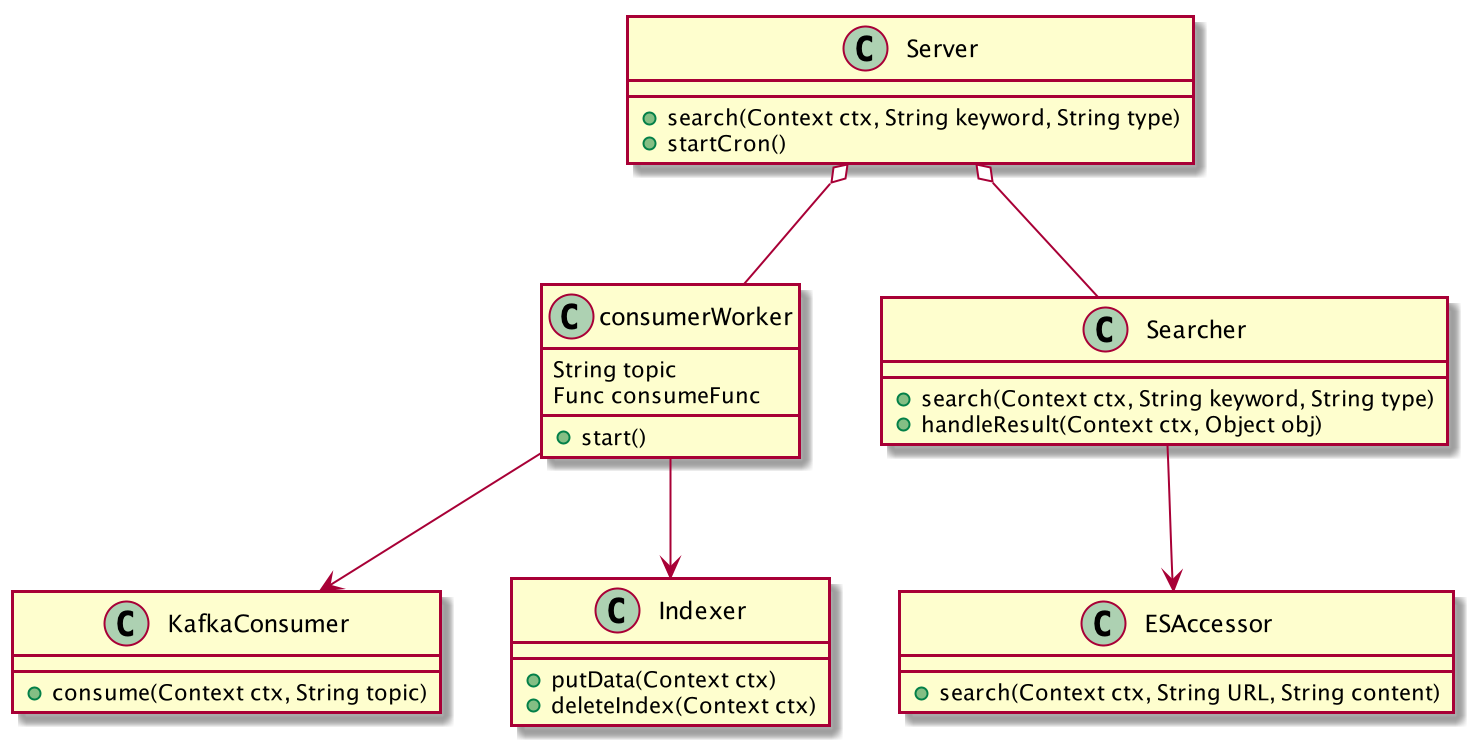 C Server
search(Context ctx, String keyword, String type)
startCron()
C consumerWorker
String topic
Func consumeFunc
start()
C Searcher
search(Context ctx, String keyword, String type)
handleResult(Context ctx, Object obj)
C KafkaConsumer
consume(Context ctx, String topic)
C Indexer
putData(Context ctx)
deleteIndex(Context ctx)
C ESAccessor
search(Context ctx, String URL, String content)